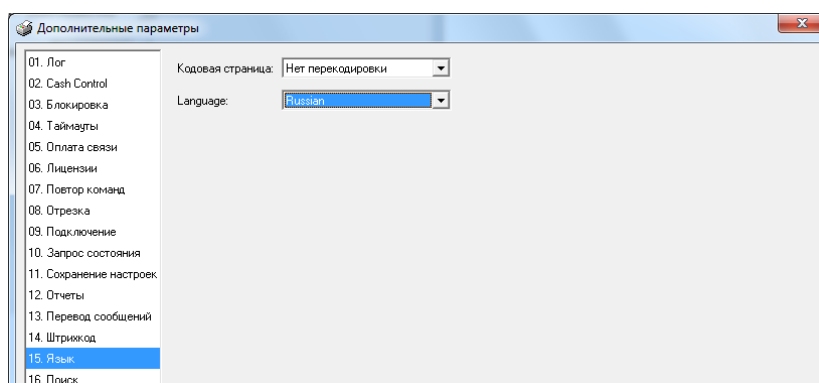 Дополнительные параметры
01. Лог
02. Cash Control
03. Блокировка
04. Таймауты
05. Оплата связи
06. Лицензии
07. Повтор команд
08. Отрезка
09. Подключение
10. Запрос состояния
11. Сохранение настроек
12. Отчеты
13. Перевод сообщений
14. Штрихкод
15. Язык
16. Поиск
Кодовая страница: Нет перекодировки
Language: Russian